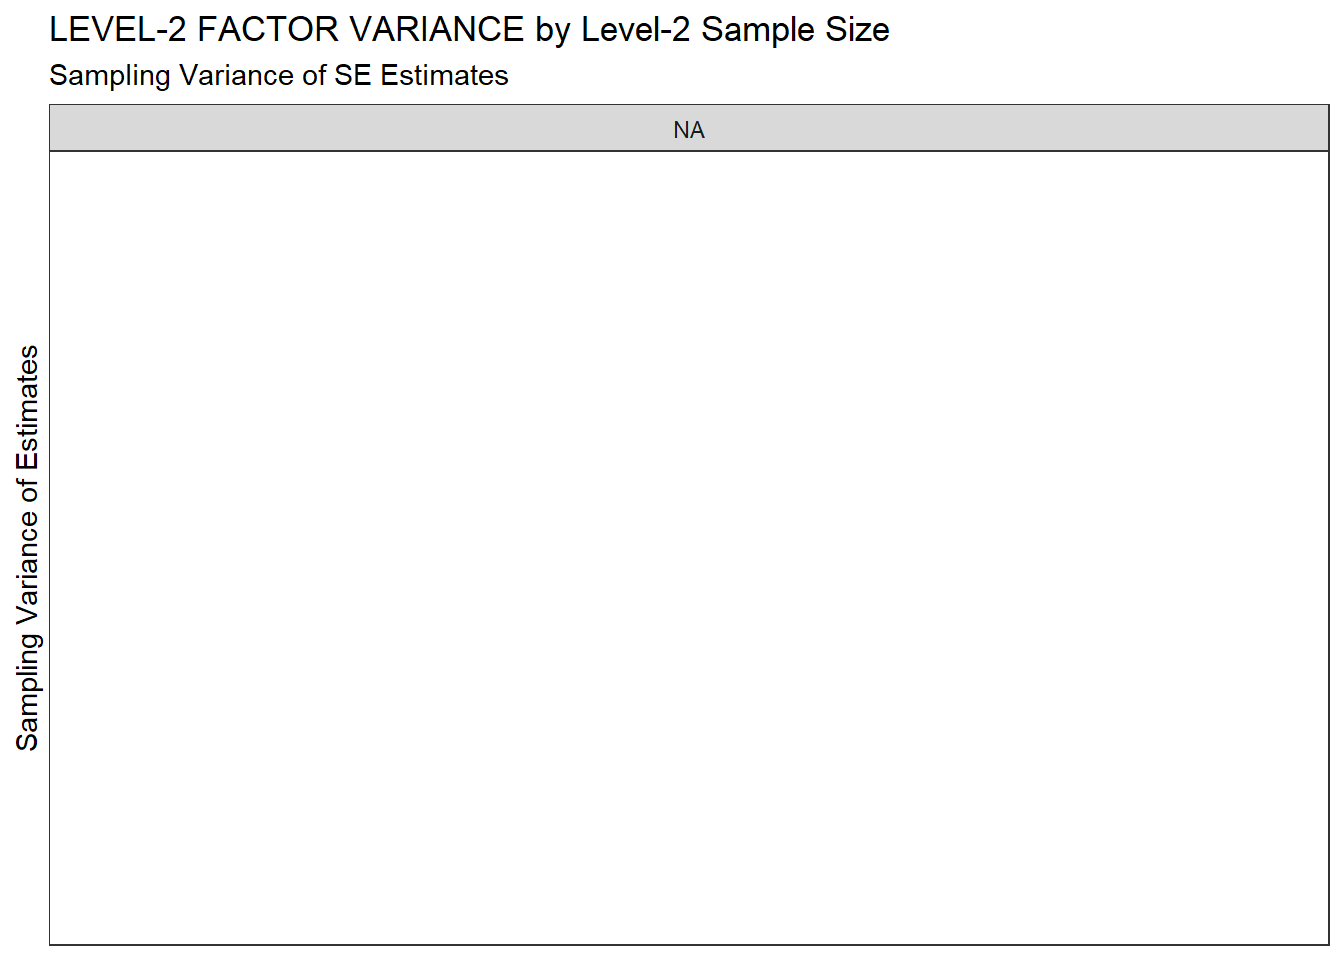 LEVEL-2 FACTOR VARIANCE by Level-2 Sample Size
Sampling Variance of SE Estimates
NA
Sampling Variance of Estimates